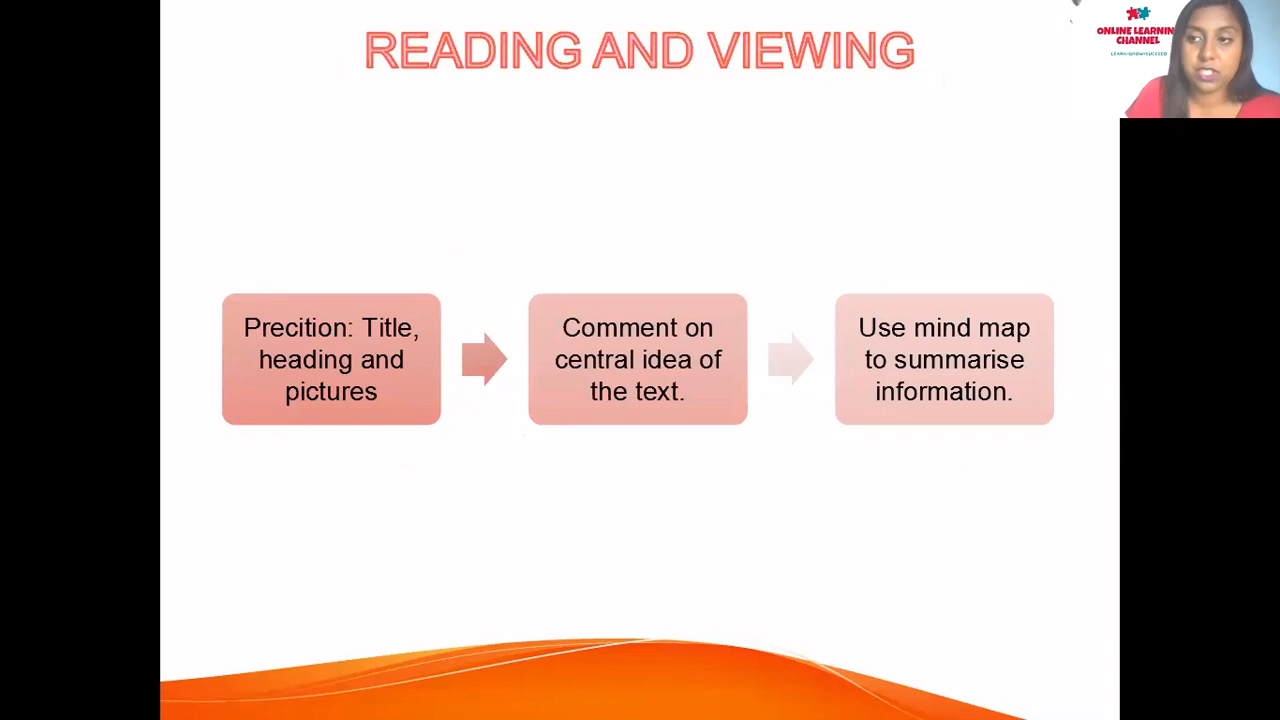 READING AND VIEWING
ONLINE LEARNIN
CHANNEL
LEARN•GROW•SUCCEED
Precition: Title,
heading and
pictures
Comment on
central idea of
the text.
Use mind map
to summarise
information.